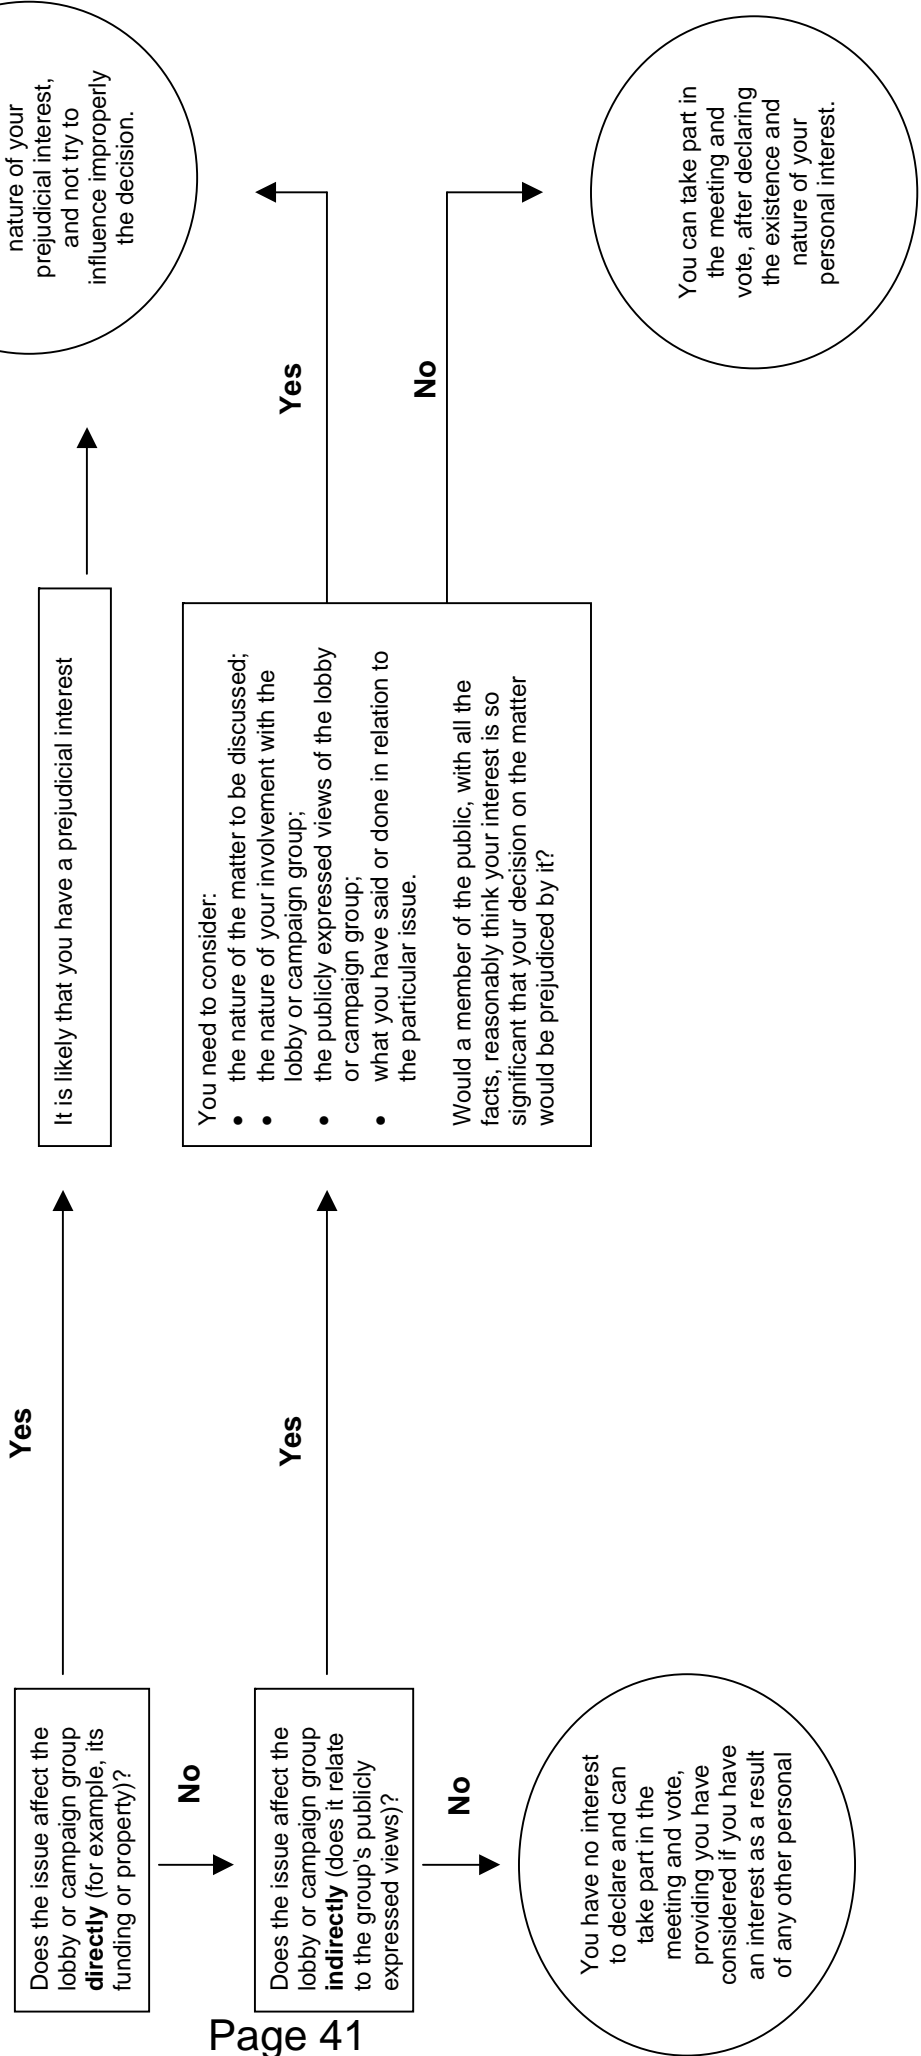 Does the issue affect the
lobby or campaign group
directly (for example, its
funding or property)?
Yes
It is likely that you have a prejudicial interest
nature of your
prejudicial interest,
and not try to
influence improperly
the decision.
No
Does the issue affect the
lobby or campaign group
indirectly (does it relate
to the group's publicly
expressed views)?
Yes
You need to consider:
• the nature of the matter to be discussed;
• the nature of your involvement with the
lobby or campaign group;
• the publicly expressed views of the lobby
or campaign group;
• what you have said or done in relation to
the particular issue.
Would a member of the public, with all the
facts, reasonably think your interest is so
significant that your decision on the matter
would be prejudiced by it?
Yes
No
You can take part in
the meeting and
vote, after declaring
the existence and
nature of your
personal interest.
No
You have no interest
to declare and can
take part in the
meeting and vote,
providing you have
considered if you have
an interest as a result
of any other personal
Page 41